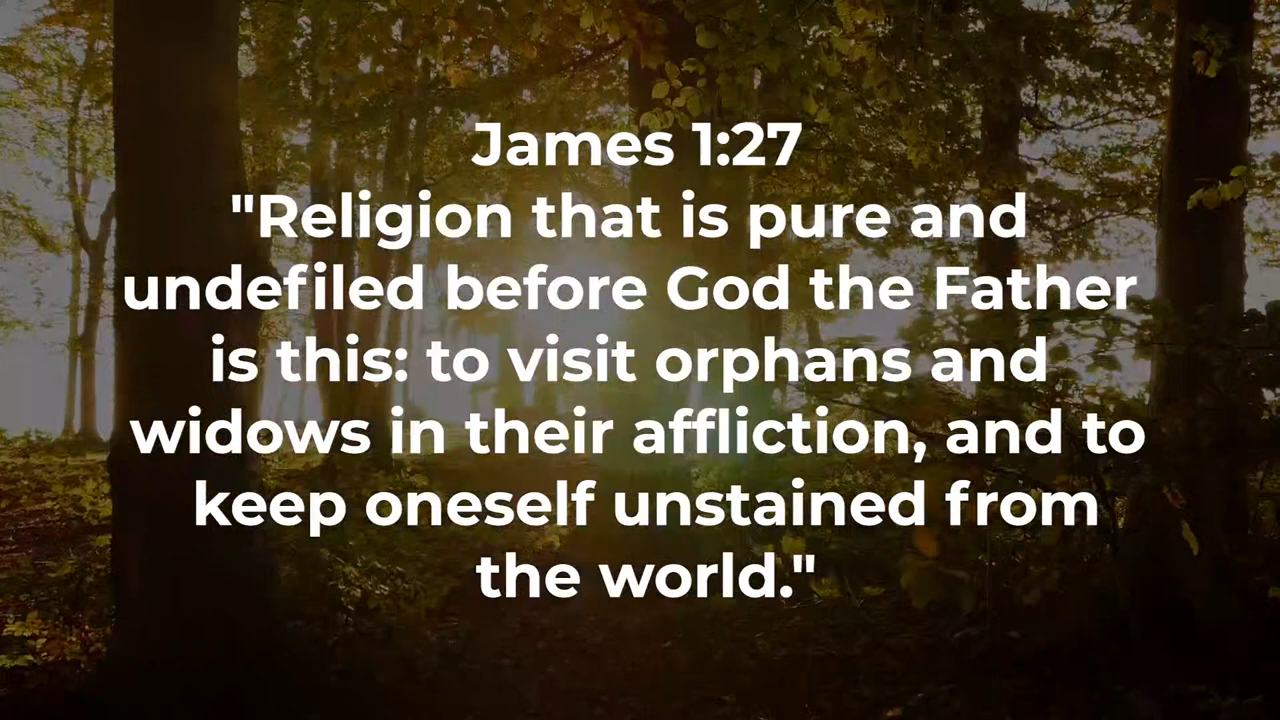 James 1:27
"Religion that is pure and
undefiled before God the Father
is this: to visit orphans and
widows in their affliction, and to
keep oneself unstained from
the world."